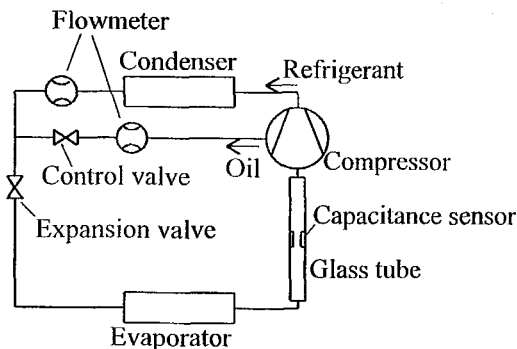 Flowmeter
Condenser
Refrigerant
Oil
Compressor
Control valve
Capacitance sensor
Expansion valve
Glass tube
Evaporator